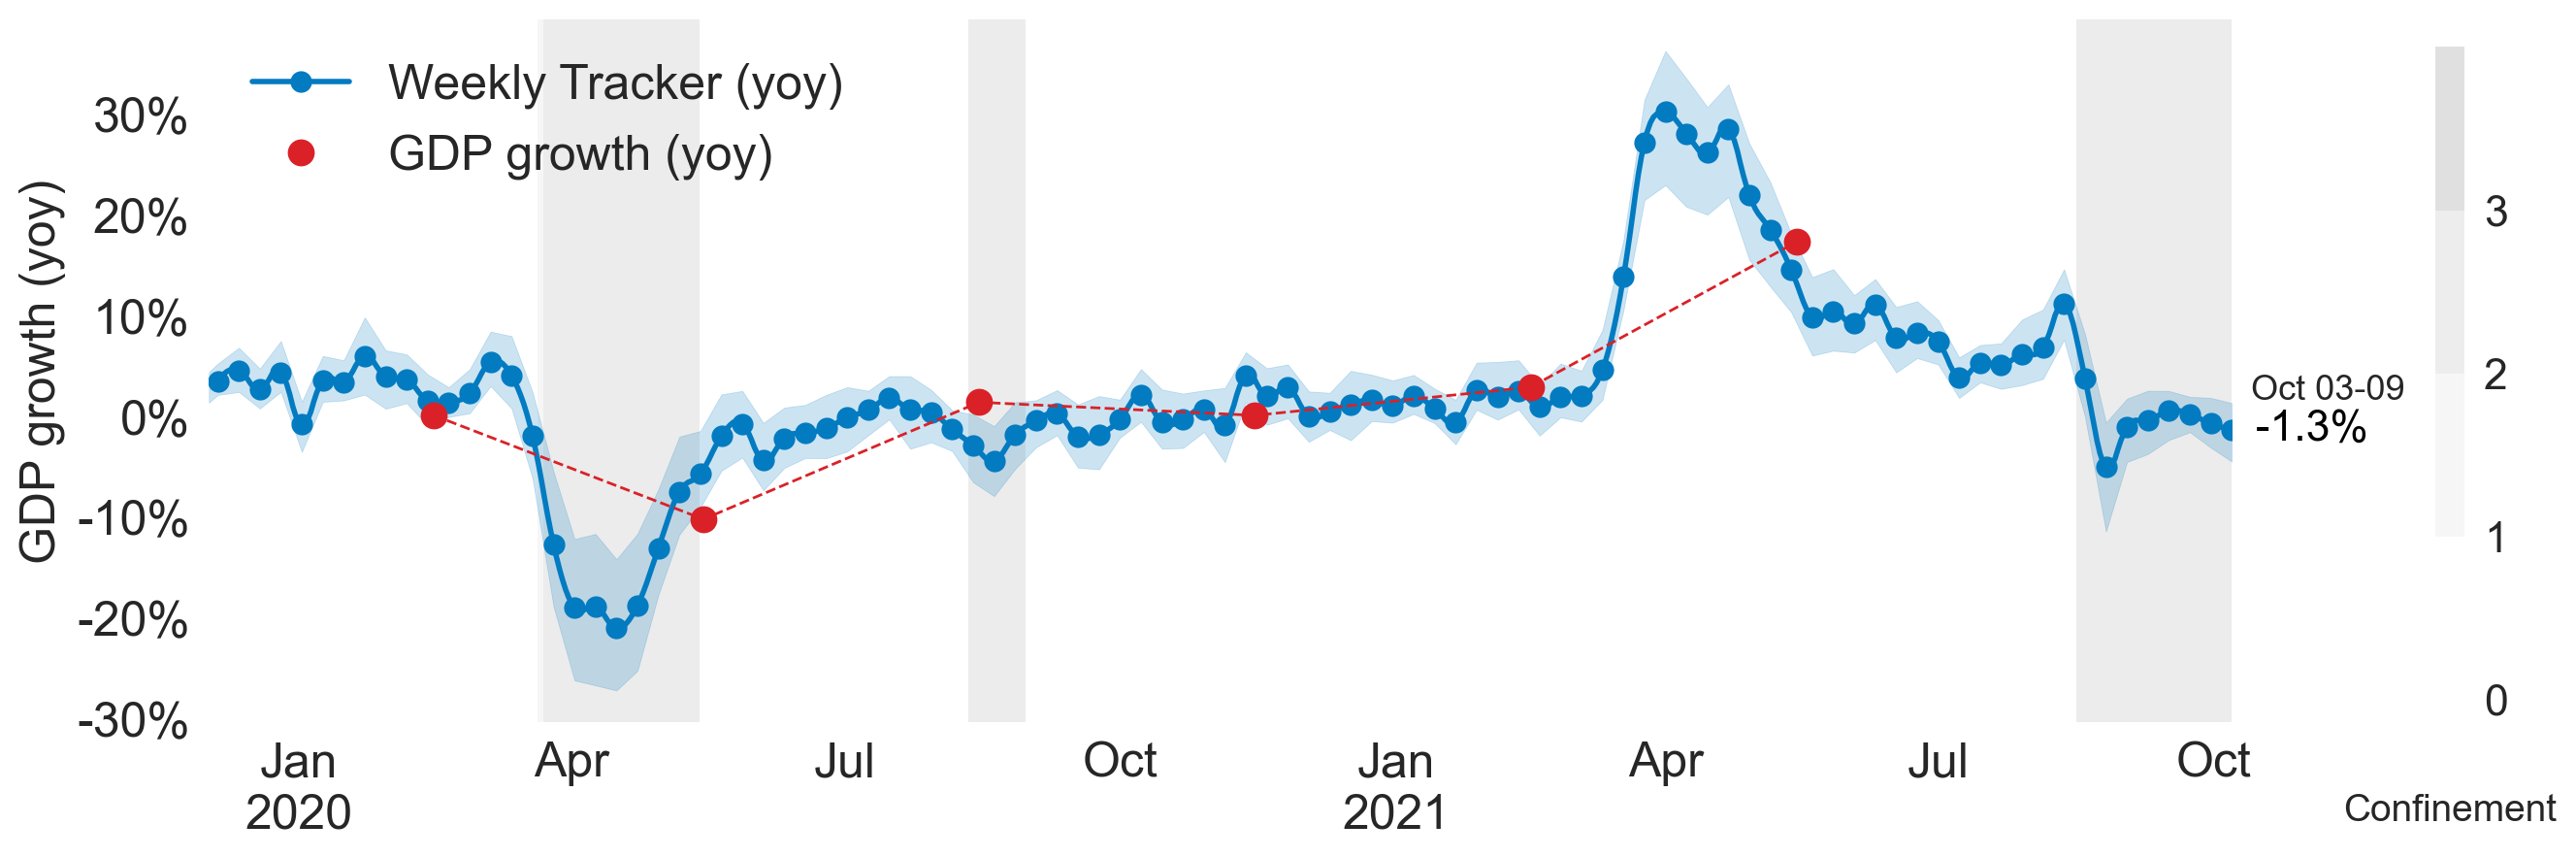 Weekly Tracker (yoy)
GDP growth (yoy)
GDP growth (yoy)
30%
20%
10%
0%
-10%
-20%
-30%
Jan
2020
Apr
Jul
Oct
Jan
2021
Apr
Jul
Oct
Oct 03-09
-1.3%
3
2
1
0
Confinement